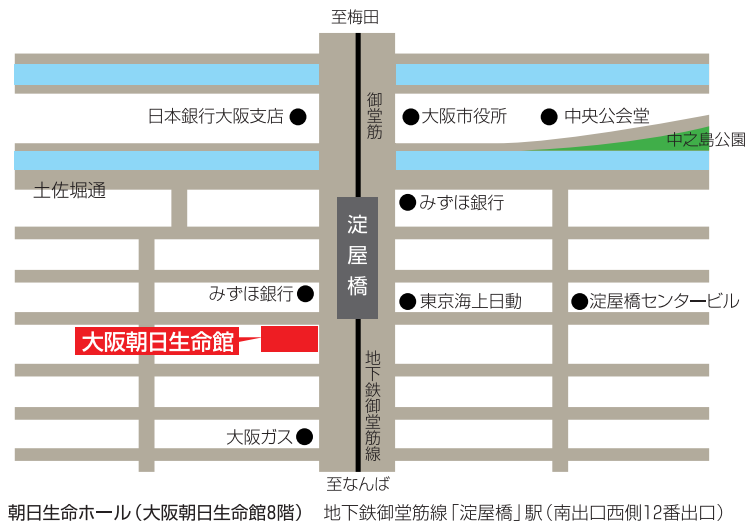 至梅田
御堂筋
日本銀行大阪支店
大阪市役所
中央公会堂
中之島公園
土佐堀通
みずほ銀行
淀屋橋
みずほ銀行
東京海上日動
淀屋橋センタービル
大阪朝日生命館
地下鉄御堂筋線
大阪ガス
至なんば
朝日生命ホール（大阪朝日生命館8階） 地下鉄御堂筋線「淀屋橋」駅（南出口西側12番出口）